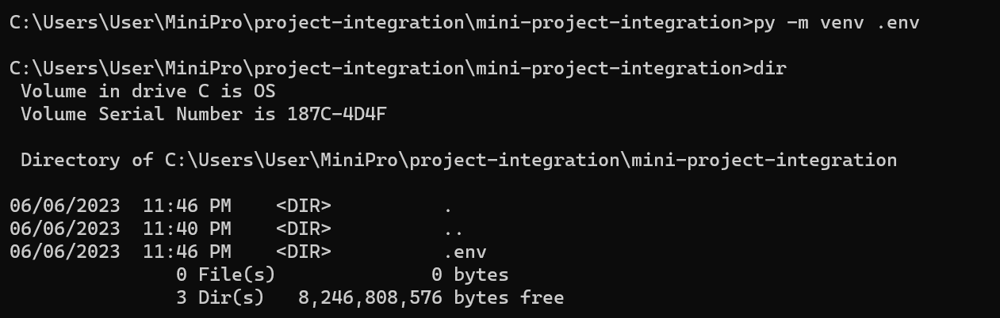 C:\Users\User\MiniPro\project-integration\mini-project-integration>py -m venv .env
C:\Users\User\MiniPro\project-integration\mini-project-integration>dir
 Volume in drive C is OS
 Volume Serial Number is 187C-4D4F
 Directory of C:\Users\User\MiniPro\project-integration\mini-project-integration
06/06/2023  11:46 PM    <DIR>          .
06/06/2023  11:40 PM    <DIR>          ..
06/06/2023  11:46 PM    <DIR>          .env
               0 File(s)              0 bytes
               3 Dir(s)   8,246,808,576 bytes free